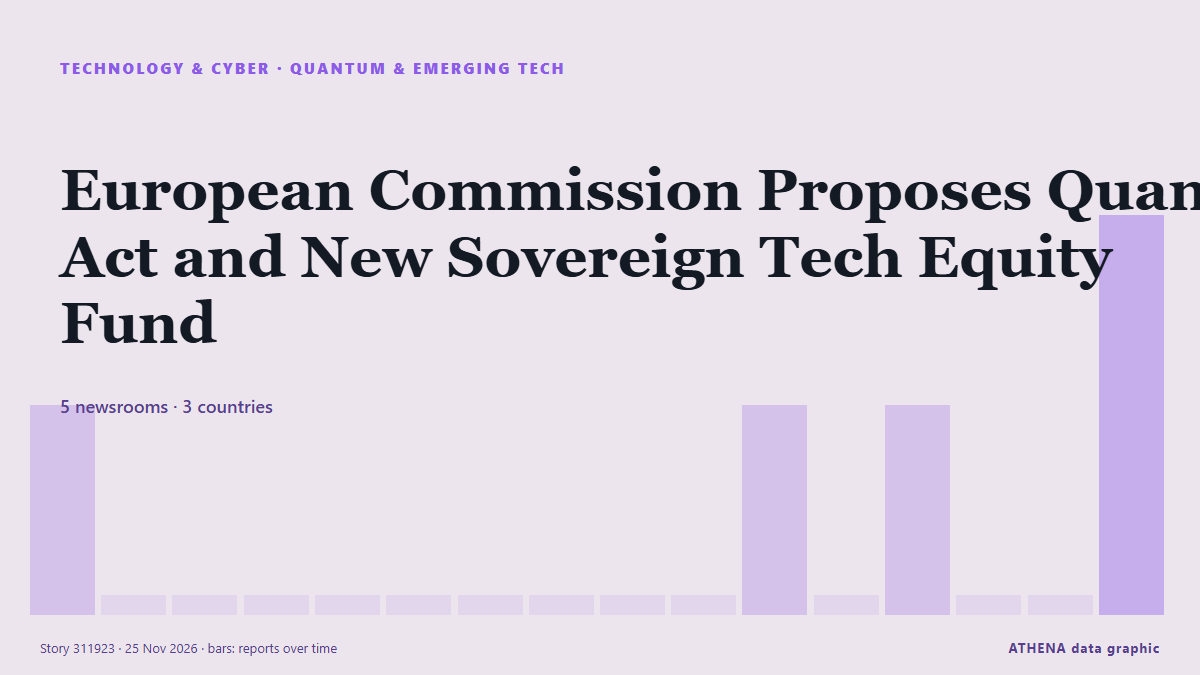 TECHNOLOGY & CYBER · QUANTUM & EMERGING TECH
European Commission Proposes Quan
Act and New Sovereign Tech Equity
Fund
5 newsrooms · 3 countries
Story 311923 · 25 Nov 2026 · bars: reports over time
ATHENA data graphic